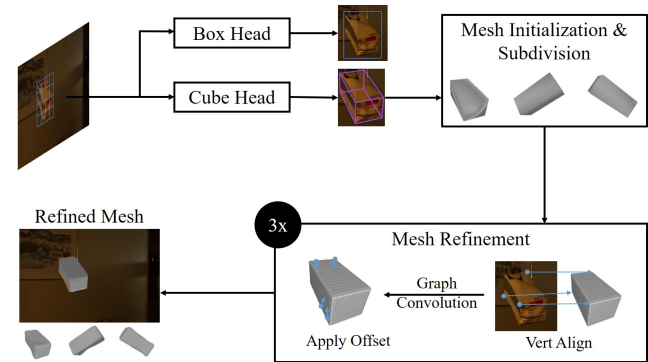 Box Head
Cube Head
Mesh Initialization &
Subdivision
Refined Mesh
3x
Mesh Refinement
Graph
Convolution
Apply Offset
Vert Align